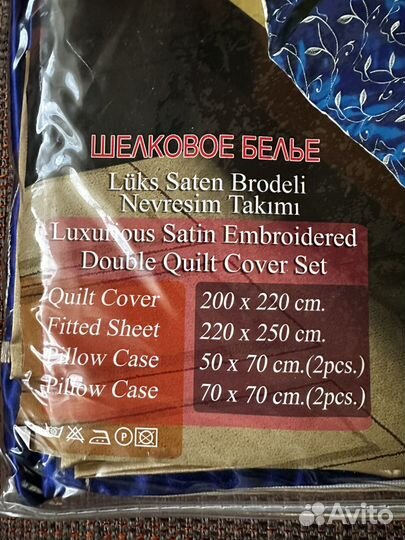 ШЕЛКОВОЕ БЕЛЬЕ
Lüks Saten Brodeli
Nevresim Takımı
Luxurious Satin Embroidered
Double Quilt Cover Set
Quilt Cover 200 x 220 cm.
Fitted Sheet 220 x 250 cm.
Pillow Case 50 x 70 cm.(2pcs.)
Pillow Case 70 x 70 cm.(2pcs.)
P
Avito